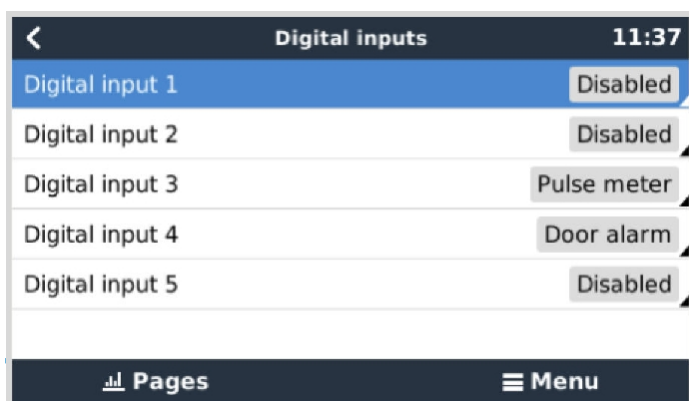 Digital inputs 11:37
Digital input 1 Disabled
Digital input 2 Disabled
Digital input 3 Pulse meter
Digital input 4 Door alarm
Digital input 5 Disabled
Pages Menu